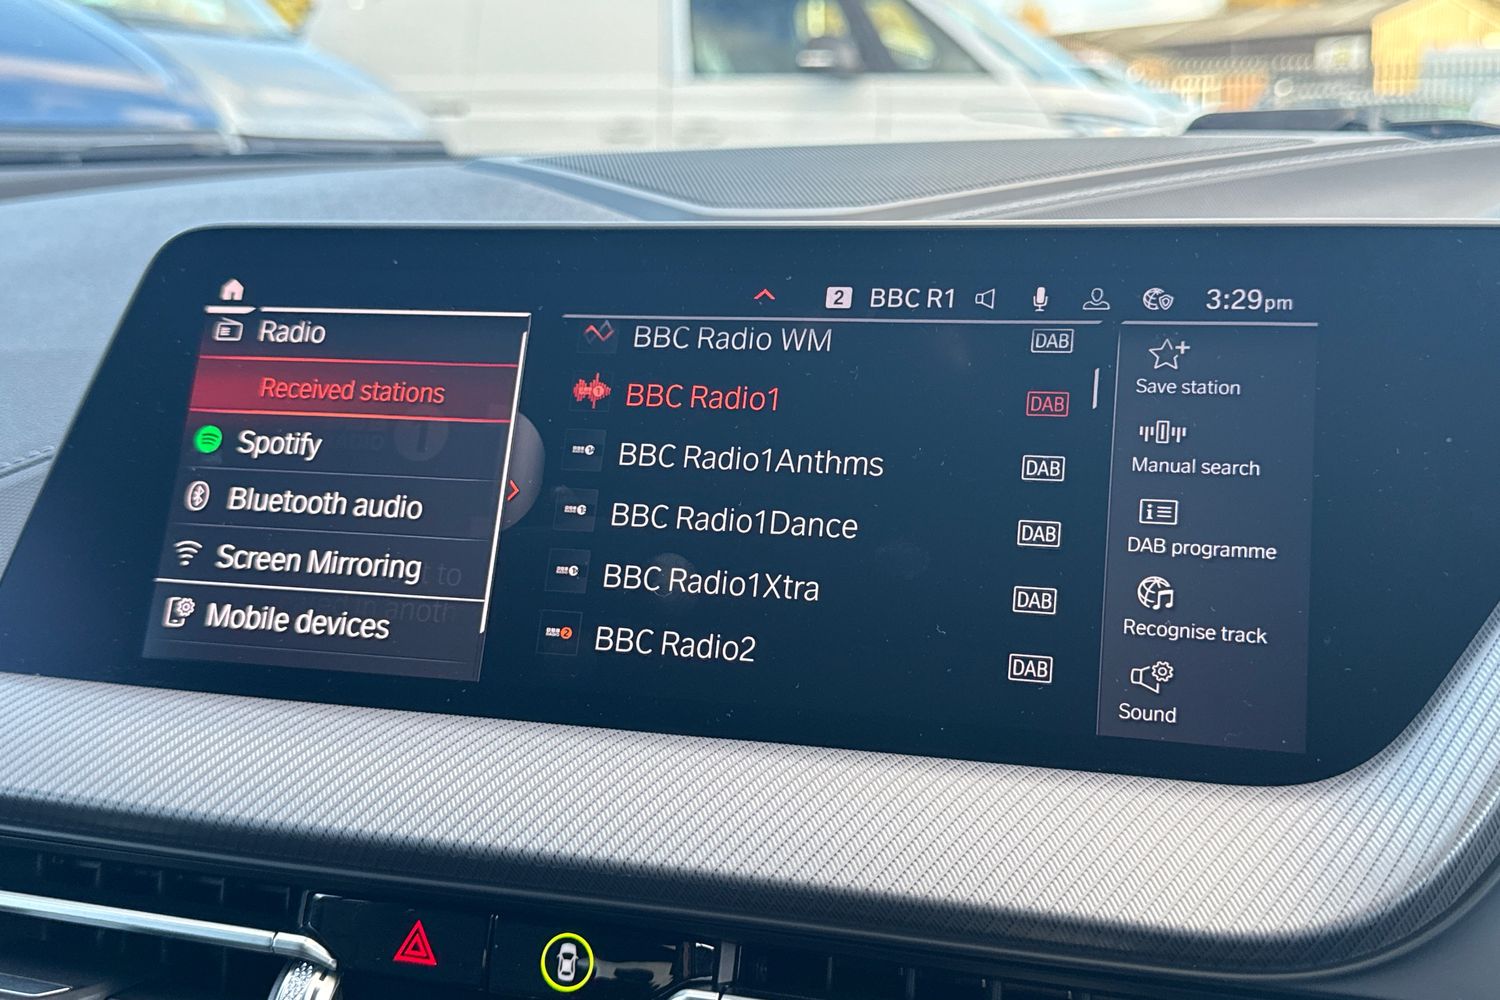 2 BBC R1 3:29pm
Radio
Received stations
Spotify
Bluetooth audio
Screen Mirroring
Mobile devices
BBC Radio WM DAB
BBC Radio1 DAB
BBC Radio1Anthms DAB
BBC Radio1Dance DAB
BBC Radio1Xtra DAB
BBC Radio2 DAB
Save station
Manual search
DAB programme
Recognise track
Sound